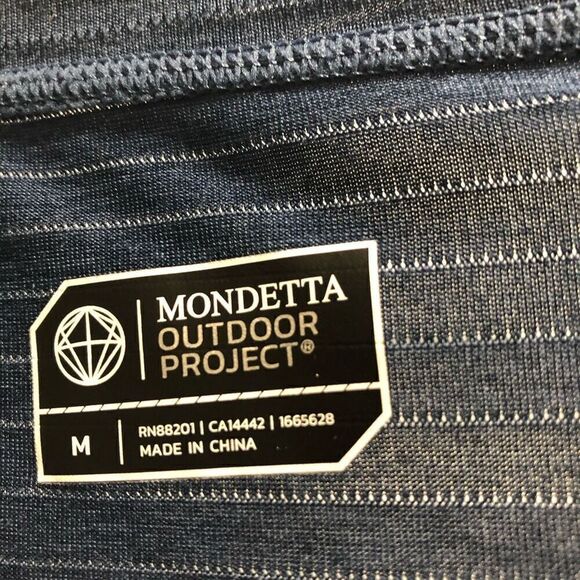 MONDETTA
OUTDOOR
PROJECT®
M
RN88201 | CA14442 | 1665628
MADE IN CHINA